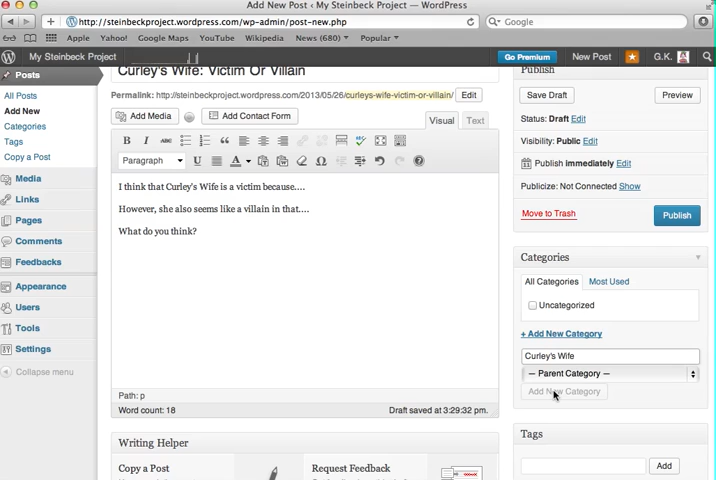 Add New Post ‹ My Steinbeck Project — WordPress
http://steinbeckproject.wordpress.com/wp-admin/post-new.php
Google
Apple Yahoo! Google Maps YouTube Wikipedia News (680) Popular
My Steinbeck Project Go Premium New Post G.K.
Posts
All Posts
Add New
Categories
Tags
Copy a Post
Media
Links
Pages
Comments
Feedbacks
Appearance
Users
Tools
Settings
Collapse menu
Curley's Wife: Victim Or Villain
Permalink: http://steinbeckproject.wordpress.com/2013/05/26/curleys-wife-victim-or-villain/ Edit
Add Media Add Contact Form
Visual Text
B I ABC
Paragraph U A
I think that Curley's Wife is a victim because....
However, she also seems like a villain in that....
What do you think?
Path: p
Word count: 18 Draft saved at 3:29:32 pm.
Writing Helper
Copy a Post
Request Feedback
Publish
Save Draft Preview
Status: Draft Edit
Visibility: Public Edit
Publish immediately Edit
Publicize: Not Connected Show
Move to Trash Publish
Categories
All Categories Most Used
Uncategorized
+ Add New Category
Curley's Wife
— Parent Category —
Add New Category
Tags
Add